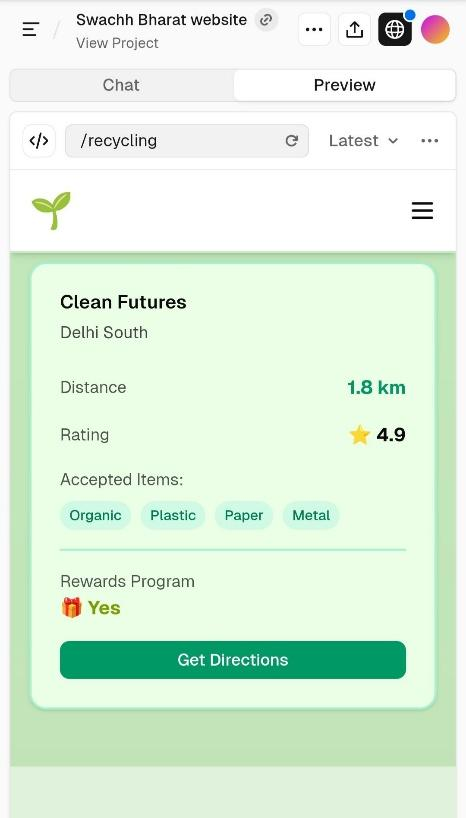 Swachh Bharat website
View Project
Chat
Preview
/recycling
Latest
Clean Futures
Delhi South
Distance
1.8 km
Rating
⭐ 4.9
Accepted Items:
Organic Plastic Paper Metal
Rewards Program
🎁 Yes
Get Directions